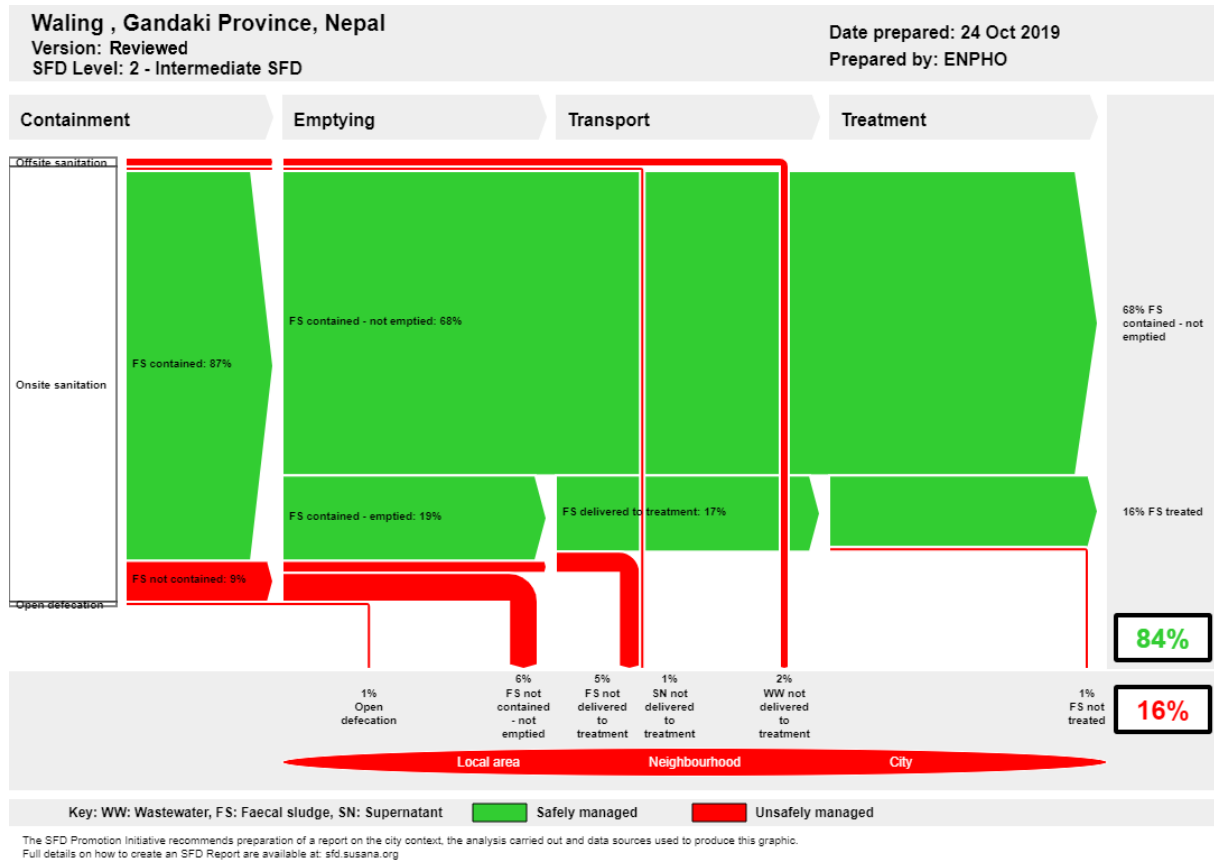 Waling , Gandaki Province, Nepal
Version: Reviewed
SFD Level: 2 - Intermediate SFD
Date prepared: 24 Oct 2019
Prepared by: ENPHO
Containment
Emptying
Transport
Treatment
Offsite sanitation
FS contained - not emptied: 68%
68% FS
contained - not
emptied
FS contained: 87%
Onsite sanitation
FS contained - emptied: 19%
FS delivered to treatment: 17%
16% FS treated
FS not contained: 9%
Open defecation
84%
1%
Open
defecation
6%
FS not
contained
- not
emptied
5%
FS not
delivered
to
treatment
1%
SN not
delivered
to
treatment
2%
WW not
delivered
to
treatment
1%
FS not
treated
16%
Local area
Neighbourhood
City
Key: WW: Wastewater, FS: Faecal sludge, SN: Supernatant
Safely managed
Unsafely managed
The SFD Promotion Initiative recommends preparation of a report on the city context, the analysis carried out and data sources used to produce this graphic.
Full details on how to create an SFD Report are available at: sfd.susana.org